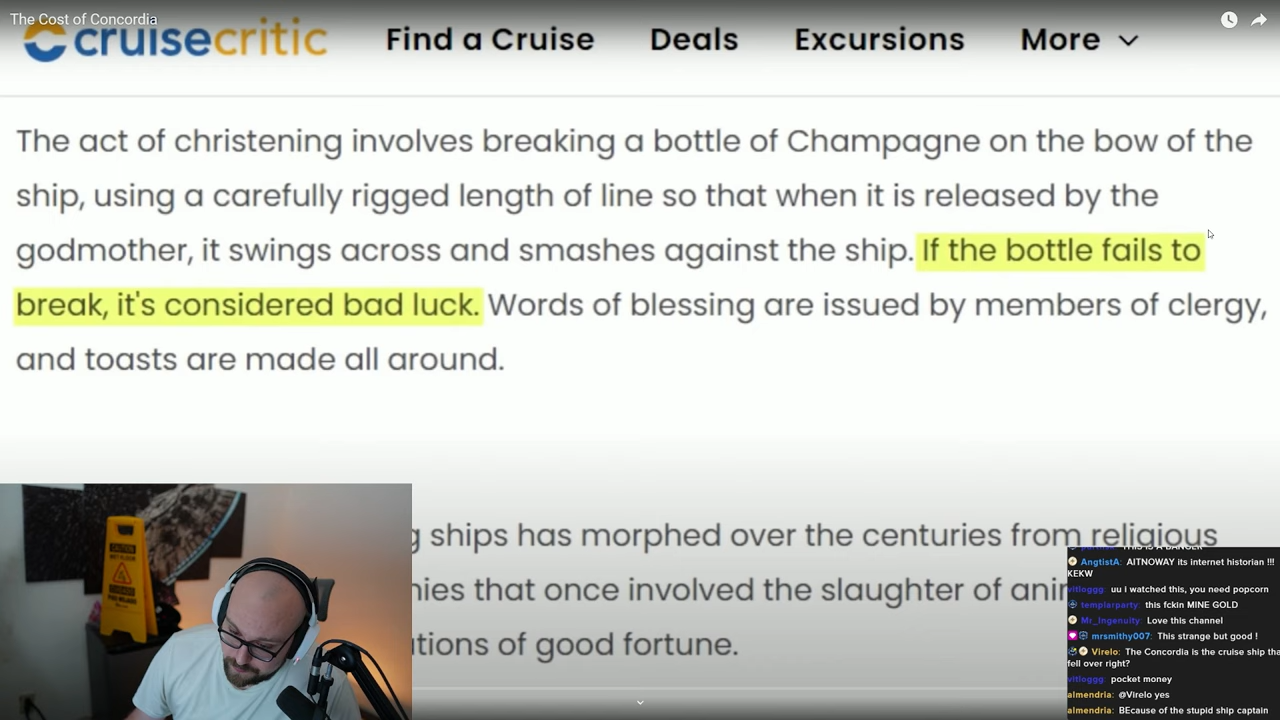 The Cost of Concordia
cruisecritic
Find a Cruise Deals Excursions More
The act of christening involves breaking a bottle of Champagne on the bow of the
ship, using a carefully rigged length of line so that when it is released by the
godmother, it swings across and smashes against the ship. If the bottle fails to
break, it's considered bad luck. Words of blessing are issued by members of clergy,
and toasts are made all around.
ships has morphed over the centuries from religious
that once involved the slaughter of
of good fortune.
THIS IS A BANGER
AngtistA: AITNOWAY its internet historian !!!
KEKW
vitloggg: uu I watched this, you need popcorn
templarparty: this fckin MINE GOLD
Mr_Ingenuity: Love this channel
mrsmithy007: This strange but good !
Virelo: The Concordia is the cruise ship tha
fell over right?
vitloggg: pocket money
almendria: @Virelo yes
almendria: BEcause of the stupid ship captain